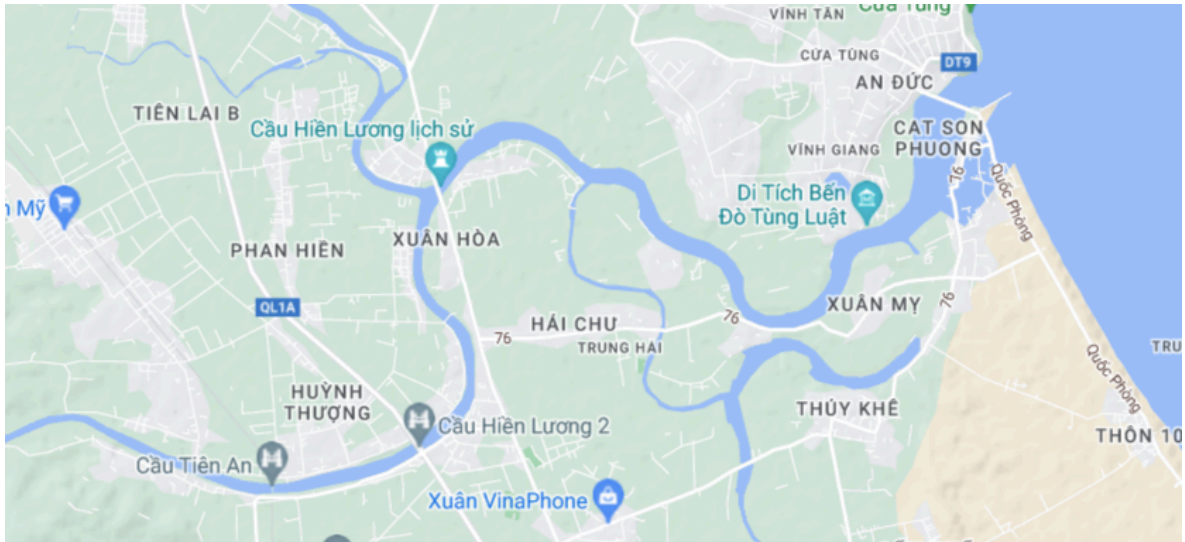 VĨNH TÂN
Cửa Tùng
CỬA TÙNG
DT9
AN ĐỨC
TIÊN LAI B
Cầu Hiền Lương lịch sử
CAT SON
PHUONG
VĨNH GIANG
76
Quốc Phòng
Di Tích Bến
Đò Tùng Luật
n Mỹ
PHAN HIỀN
XUÂN HÒA
QL1A
XUÂN MỴ
76
76
76
HẢI CHỮ
TRUNG HẢI
TRU
Quốc Phòng
HUỲNH
THƯỢNG
THỦY KHÊ
Cầu Hiền Lương 2
THÔN 10
Cầu Tiên An
Xuân VinaPhone